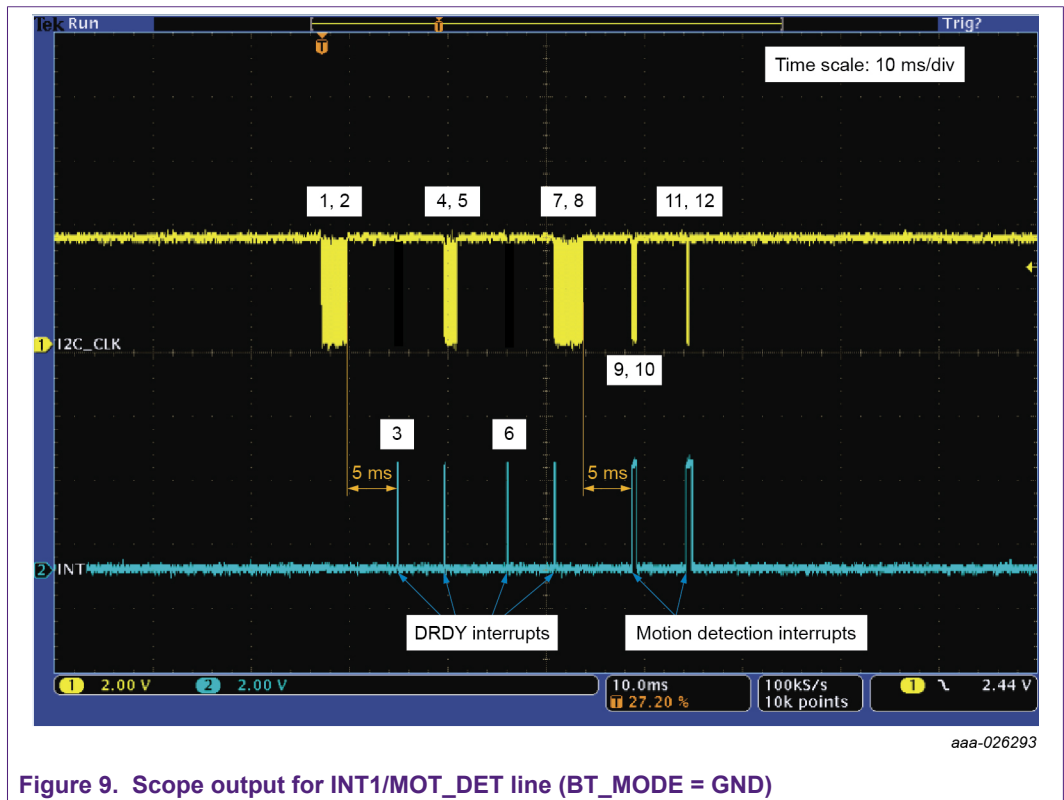 Tek Run
Trig?
T
T
Time scale: 10 ms/div
1, 2
4, 5
7, 8
11, 12
1 I2C_CLK
9, 10
3
6
5 ms
5 ms
2 INT
DRDY interrupts
Motion detection interrupts
1 2.00 V 2 2.00 V
10.0ms
T 27.20 %
100kS/s
10k points
1 2.44 V
aaa-026293
Figure 9. Scope output for INT1/MOT_DET line (BT_MODE = GND)